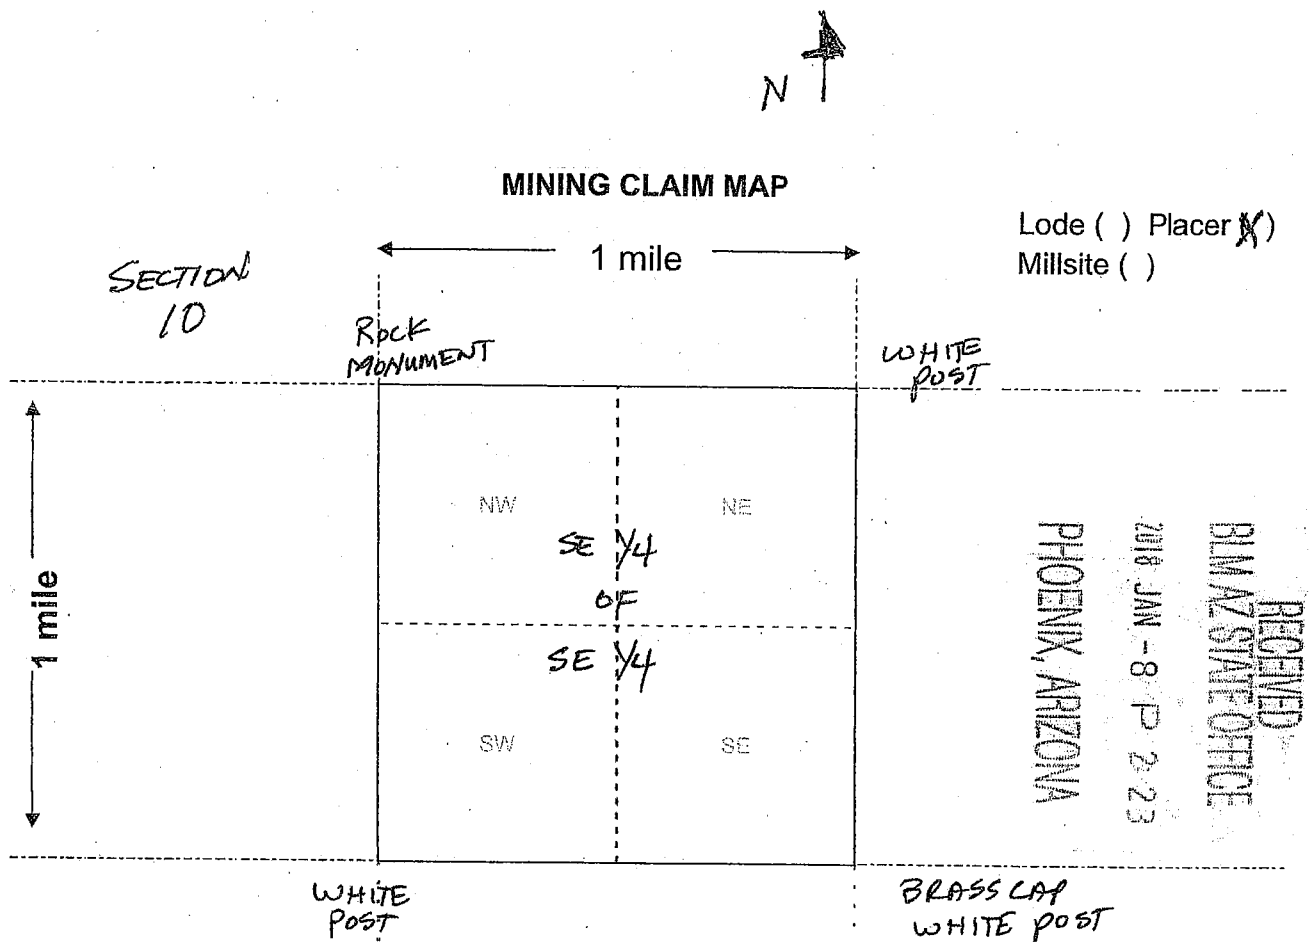 N
MINING CLAIM MAP
Lode ( ) Placer (X)
Millsite ( )
1 mile
SECTION
10
ROCK
MONUMENT
WHITE
POST
NW
NE
SE 1/4
OF
SE 1/4
1 mile
SW
SE
RECEIVED
BLM AZ STATE OFFICE
2018 JAN -8 P 2:23
PHOENIX, ARIZONA
WHITE
POST
BRASS CAP
WHITE POST